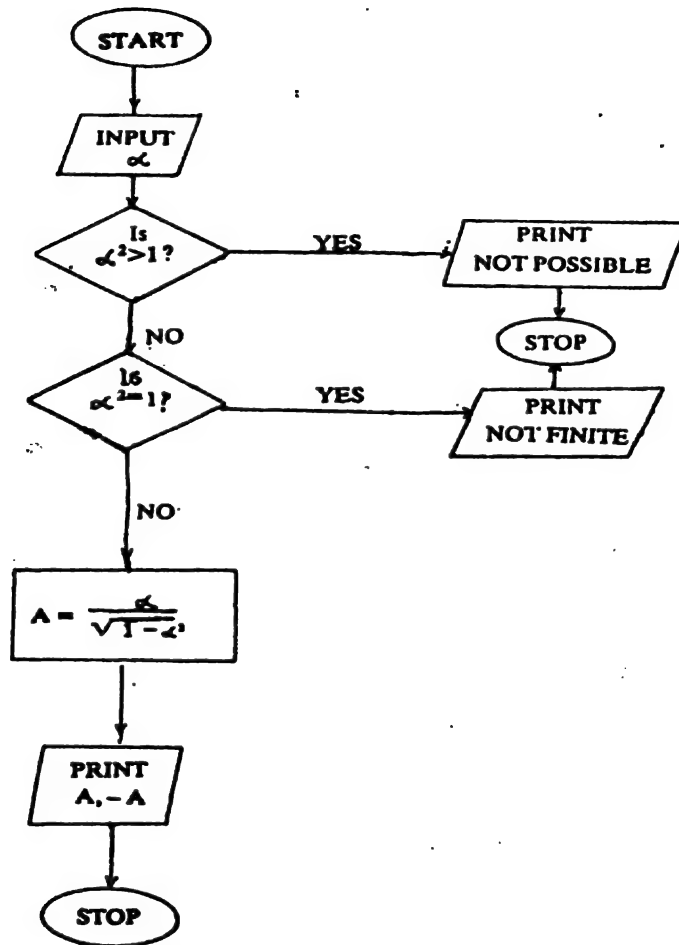 START
INPUT
α
Is
α²>1?
YES
PRINT
NOT POSSIBLE
NO
STOP
Is
α²=1?
YES
PRINT
NOT FINITE
NO
A = α / √1-α²
PRINT
A, -A
STOP